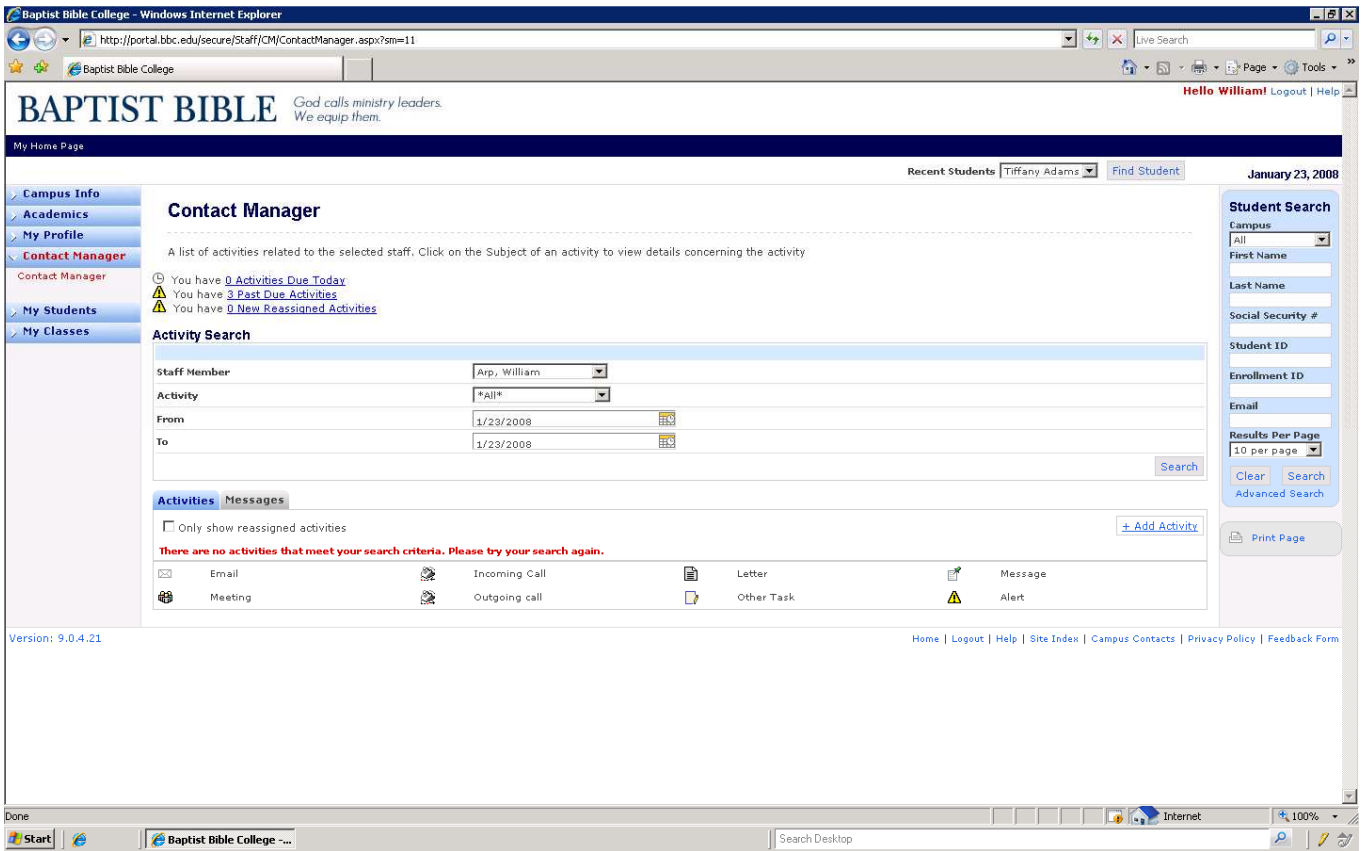 Baptist Bible College - Windows Internet Explorer
http://portal.bbc.edu/secure/Staff/CM/ContactManager.aspx?sm=11
Live Search
Baptist Bible College
Page Tools »
BAPTIST BIBLE
God calls ministry leaders.
We equip them.
Hello William! Logout | Help
My Home Page
Recent Students Tiffany Adams Find Student
January 23, 2008
Campus Info
Academics
My Profile
Contact Manager
Contact Manager
My Students
My Classes
Contact Manager
A list of activities related to the selected staff. Click on the Subject of an activity to view details concerning the activity
You have 0 Activities Due Today
You have 3 Past Due Activities
You have 0 New Reassigned Activities
Activity Search
Staff Member Arp, William
Activity *All*
From 1/23/2008
To 1/23/2008
Search
Activities Messages
Only show reassigned activities
+ Add Activity
There are no activities that meet your search criteria. Please try your search again.
Email Incoming Call Letter Message
Meeting Outgoing call Other Task Alert
Student Search
Campus
All
First Name
Last Name
Social Security #
Student ID
Enrollment ID
Email
Results Per Page
10 per page
Clear Search
Advanced Search
Print Page
Version: 9.0.4.21
Home | Logout | Help | Site Index | Campus Contacts | Privacy Policy | Feedback Form
Done
Internet
100%
Start
Baptist Bible College -...
Search Desktop